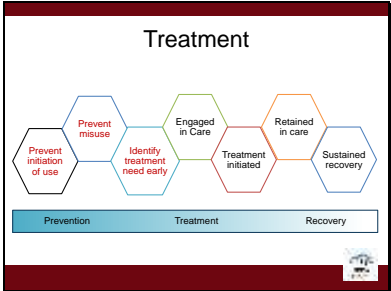 Treatment
Prevent
initiation
of use
Prevent
misuse
Identify
treatment
need early
Engaged
in Care
Treatment
initiated
Retained
in care
Sustained
recovery
Prevention Treatment Recovery